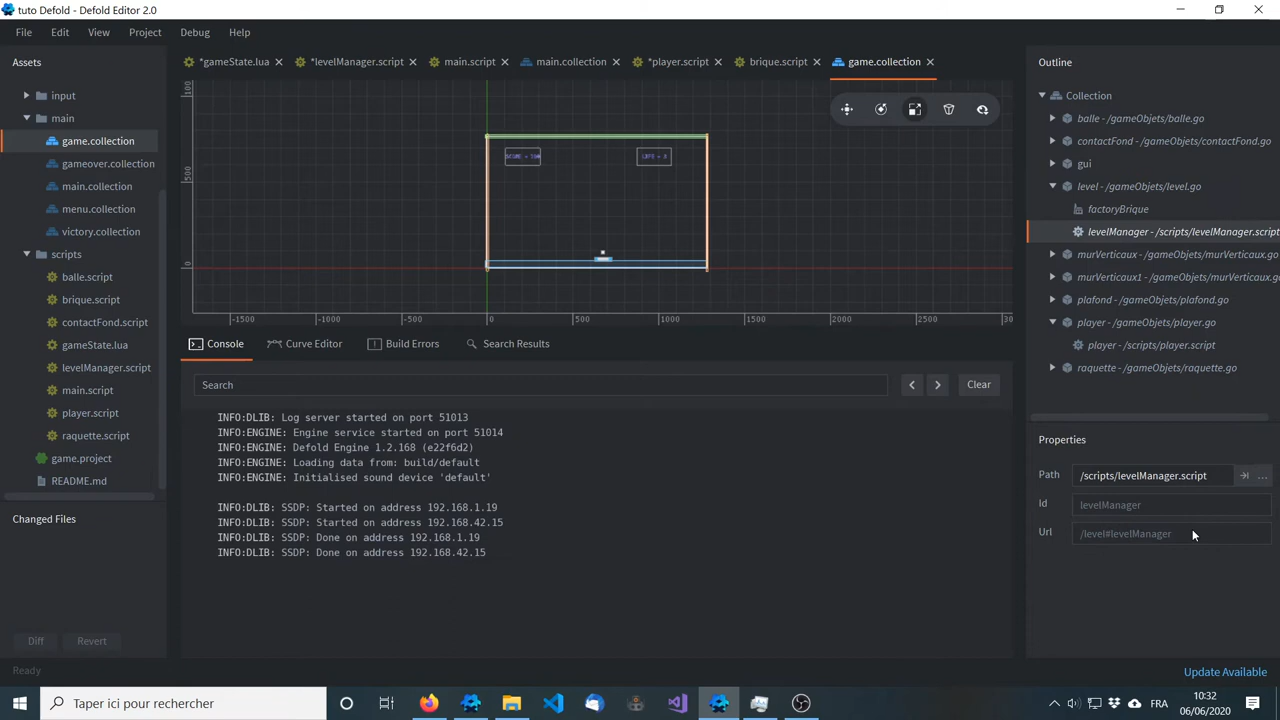 tuto Defold - Defold Editor 2.0
File Edit View Project Debug Help
Assets
input
main
game.collection
gameover.collection
main.collection
menu.collection
victory.collection
scripts
balle.script
brique.script
contactFond.script
gameState.lua
levelManager.script
main.script
player.script
raquette.script
game.project
README.md
Changed Files
Diff Revert
Ready
*gameState.lua *levelManager.script main.script main.collection *player.script brique.script game.collection
500
0
-1500 -1000 -500 0 500 1000 1500 2000 2500 30
Console Curve Editor Build Errors Search Results
Search
Clear
INFO:DLIB: Log server started on port 51013
INFO:ENGINE: Engine service started on port 51014
INFO:ENGINE: Defold Engine 1.2.168 (e22f6d2)
INFO:ENGINE: Loading data from: build/default
INFO:ENGINE: Initialised sound device 'default'
INFO:DLIB: SSDP: Started on address 192.168.1.19
INFO:DLIB: SSDP: Started on address 192.168.42.15
INFO:DLIB: SSDP: Done on address 192.168.1.19
INFO:DLIB: SSDP: Done on address 192.168.42.15
Outline
Collection
balle - /gameObjets/balle.go
contactFond - /gameObjets/contactFond.go
gui
level - /gameObjets/level.go
factoryBrique
levelManager - /scripts/levelManager.script
murVerticaux - /gameObjets/murVerticaux.go
murVerticaux1 - /gameObjets/murVerticaux.go
plafond - /gameObjets/plafond.go
player - /gameObjets/player.go
player - /scripts/player.script
raquette - /gameObjets/raquette.go
Properties
Path /scripts/levelManager.script ...
Id levelManager
Url /level#levelManager
Update Available
Taper ici pour rechercher
FR
10:32
06/06/2020